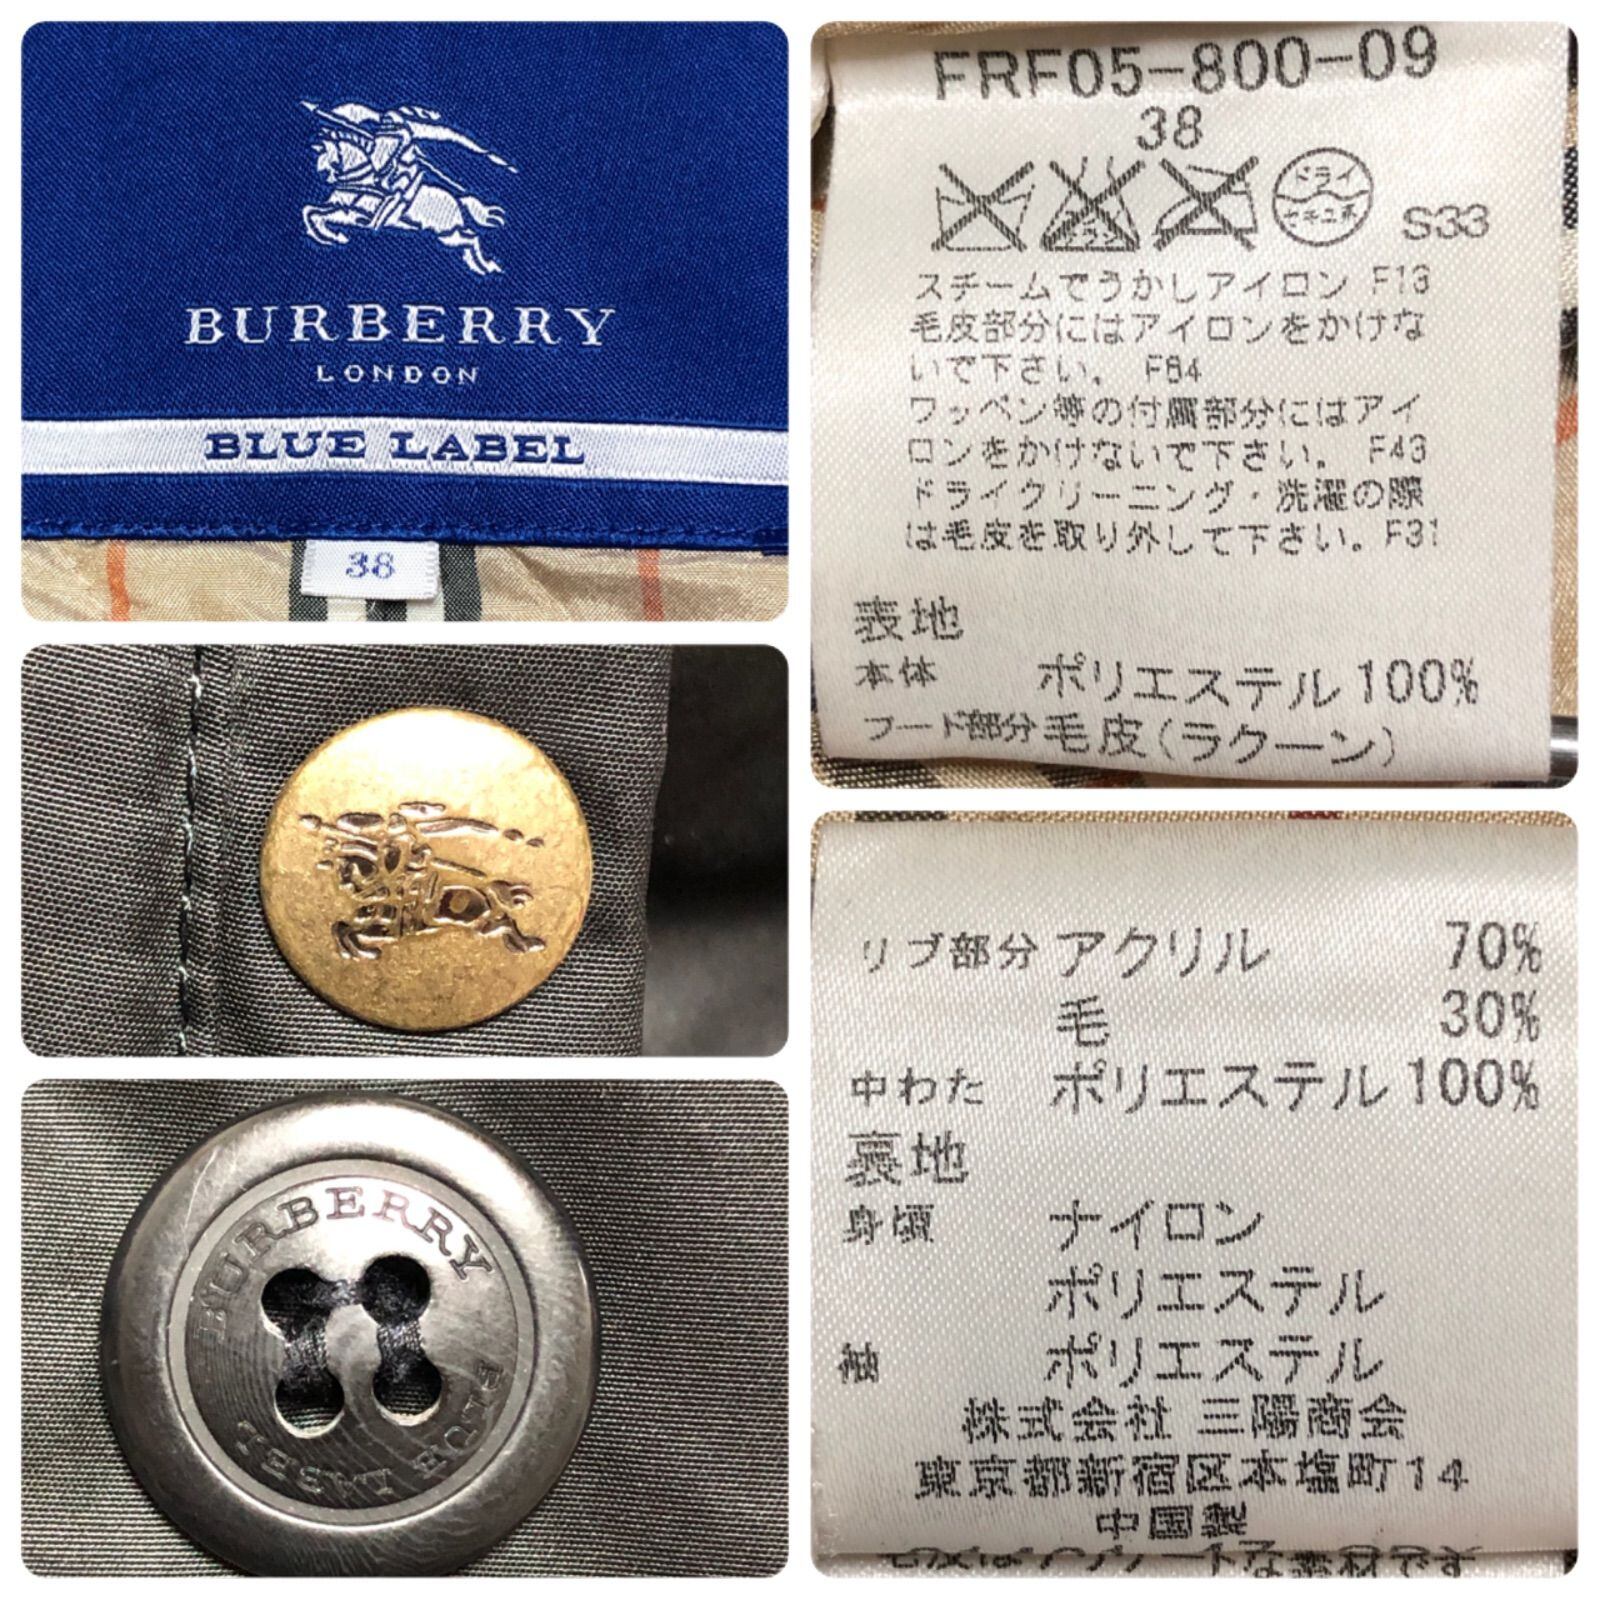 BURBERRY
LONDON
BLUE LABEL
38
BURBERRY
BLUE LABEL
FRF05-800-09
38
ドライ
セキユ系
S33
スチームでうかしアイロン F13
毛皮部分にはアイロンをかけな
いで下さい。 F84
ワッペン等の付属部分にはアイ
ロンをかけないで下さい。 F43
ドライクリーニング・洗濯の際
は毛皮を取り外して下さい。F31
表地
本体 ポリエステル 100%
フード部分 毛皮(ラクーン)
リブ部分 アクリル 70%
毛 30%
中わた ポリエステル 100%
裏地
身頃 ナイロン
ポリエステル
袖 ポリエステル
株式会社 三陽商会
東京都新宿区本塩町14
中国製